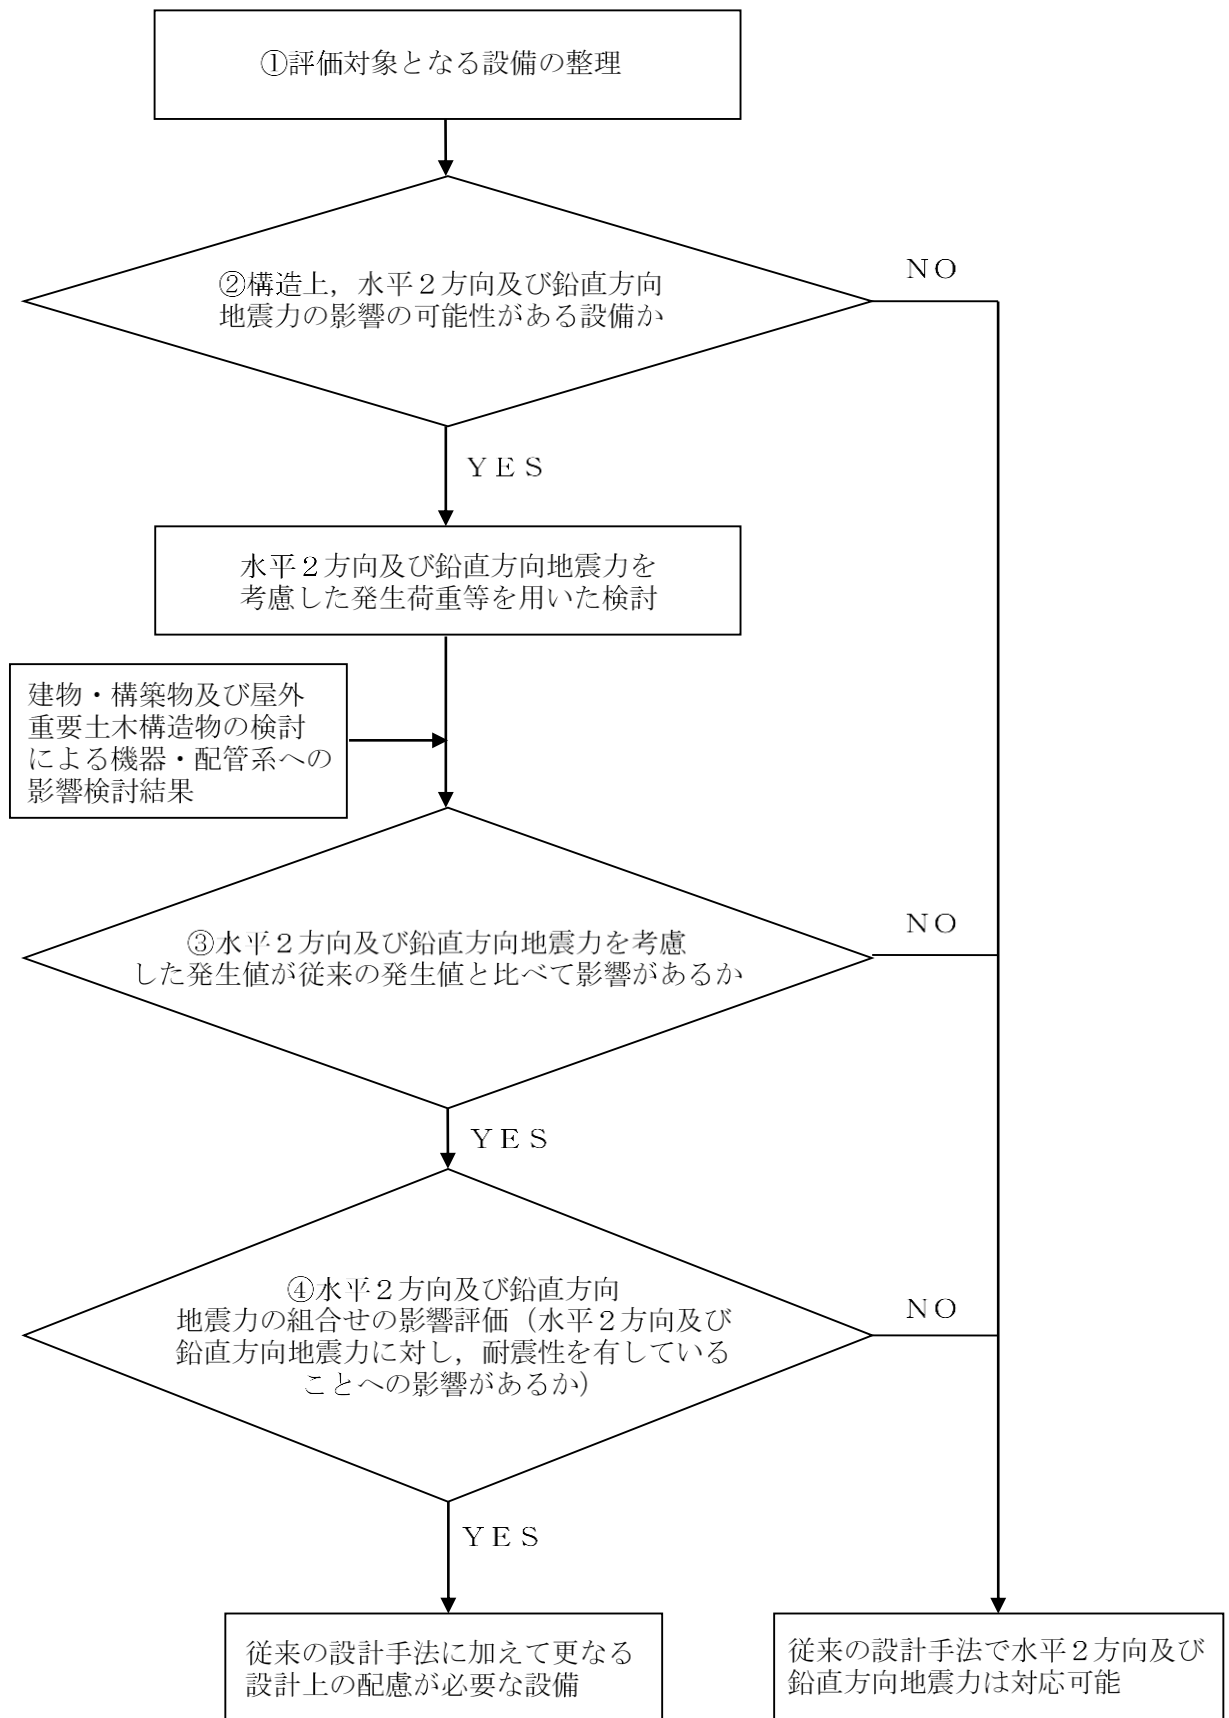 ①評価対象となる設備の整理
②構造上，水平２方向及び鉛直方向
地震力の影響の可能性がある設備か
ＮＯ
ＹＥＳ
水平２方向及び鉛直方向地震力を
考慮した発生荷重等を用いた検討
建物・構築物及び屋外
重要土木構造物の検討
による機器・配管系への
影響検討結果
③水平２方向及び鉛直方向地震力を考慮
した発生値が従来の発生値と比べて影響があるか
ＮＯ
ＹＥＳ
④水平２方向及び鉛直方向
地震力の組合せの影響評価（水平２方向及び
鉛直方向地震力に対し，耐震性を有している
ことへの影響があるか）
ＮＯ
ＹＥＳ
従来の設計手法に加えて更なる
設計上の配慮が必要な設備
従来の設計手法で水平２方向及び
鉛直方向地震力は対応可能